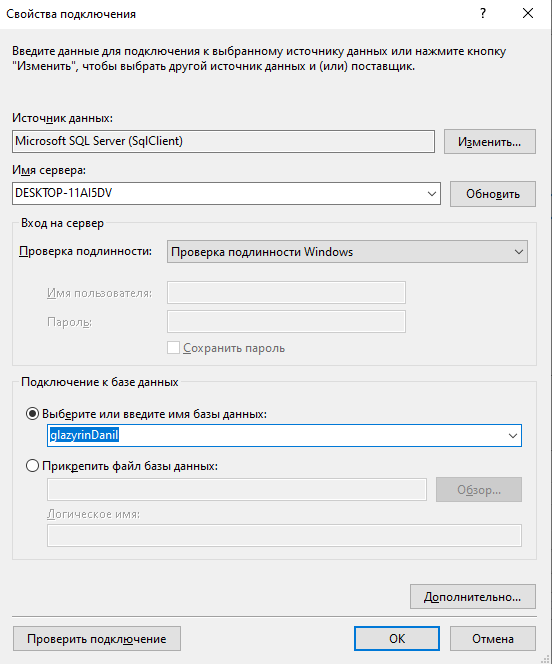 Свойства подключения
?
Введите данные для подключения к выбранному источнику данных или нажмите кнопку
"Изменить", чтобы выбрать другой источник данных и (или) поставщик.
Источник данных:
Microsoft SQL Server (SqlClient)
Изменить...
Имя сервера:
DESKTOP-11AI5DV
Обновить
Вход на сервер
Проверка подлинности:
Проверка подлинности Windows
Имя пользователя:
Пароль:
Сохранить пароль
Подключение к базе данных
Выберите или введите имя базы данных:
glazyrinDanil
Прикрепить файл базы данных:
Обзор...
Логическое имя:
Дополнительно...
Проверить подключение
ОК
Отмена